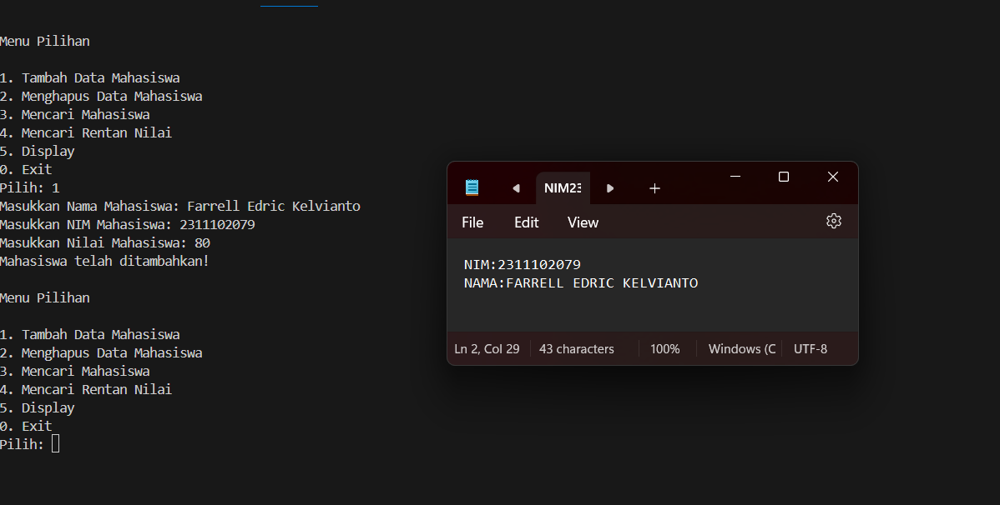 Menu Pilihan
1. Tambah Data Mahasiswa
2. Menghapus Data Mahasiswa
3. Mencari Mahasiswa
4. Mencari Rentan Nilai
5. Display
0. Exit
Pilih: 1
Masukkan Nama Mahasiswa: Farrell Edric Kelvianto
Masukkan NIM Mahasiswa: 2311102079
Masukkan Nilai Mahasiswa: 80
Mahasiswa telah ditambahkan!
Menu Pilihan
1. Tambah Data Mahasiswa
2. Menghapus Data Mahasiswa
3. Mencari Mahasiswa
4. Mencari Rentan Nilai
5. Display
0. Exit
Pilih:
NIM23
File Edit View
NIM:2311102079
NAMA:FARRELL EDRIC KELVIANTO
Ln 2, Col 29 43 characters 100% Windows (C UTF-8